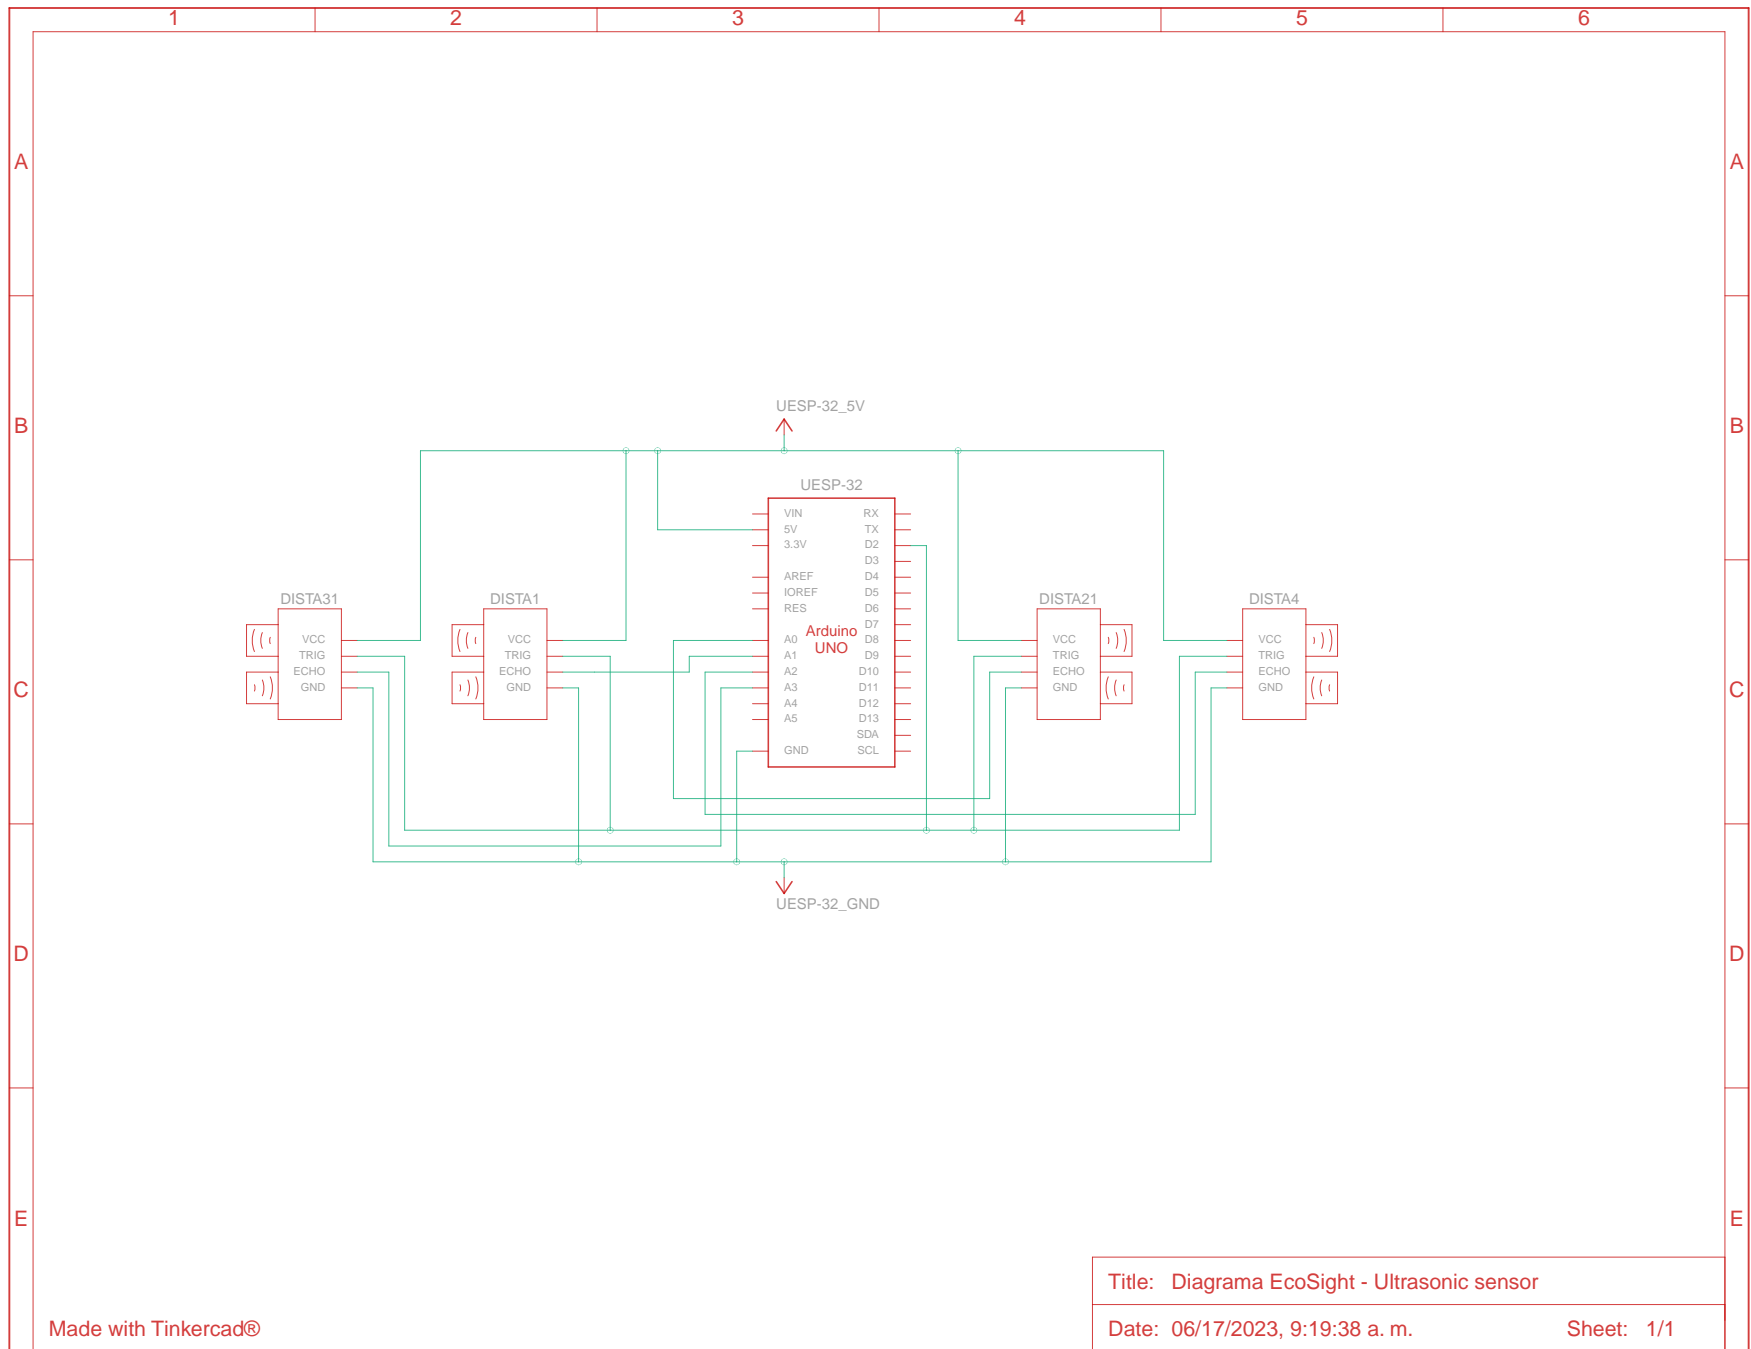 1 2 3 4 5 6
A A
UESP-32_5V
B B
UESP-32
VIN RX
5V TX
3.3V D2
D3
AREF D4
IOREF D5
RES D6
D7
Arduino
UNO
A0 D8
A1 D9
A2 D10
A3 D11
A4 D12
A5 D13
SDA
GND SCL
DISTA31
VCC
TRIG
ECHO
GND
DISTA1
VCC
TRIG
ECHO
GND
DISTA21
VCC
TRIG
ECHO
GND
DISTA4
VCC
TRIG
ECHO
GND
C C
UESP-32_GND
D D
E E
Title: Diagrama EcoSight - Ultrasonic sensor
Made with Tinkercad®
Date: 06/17/2023, 9:19:38 a. m. Sheet: 1/1